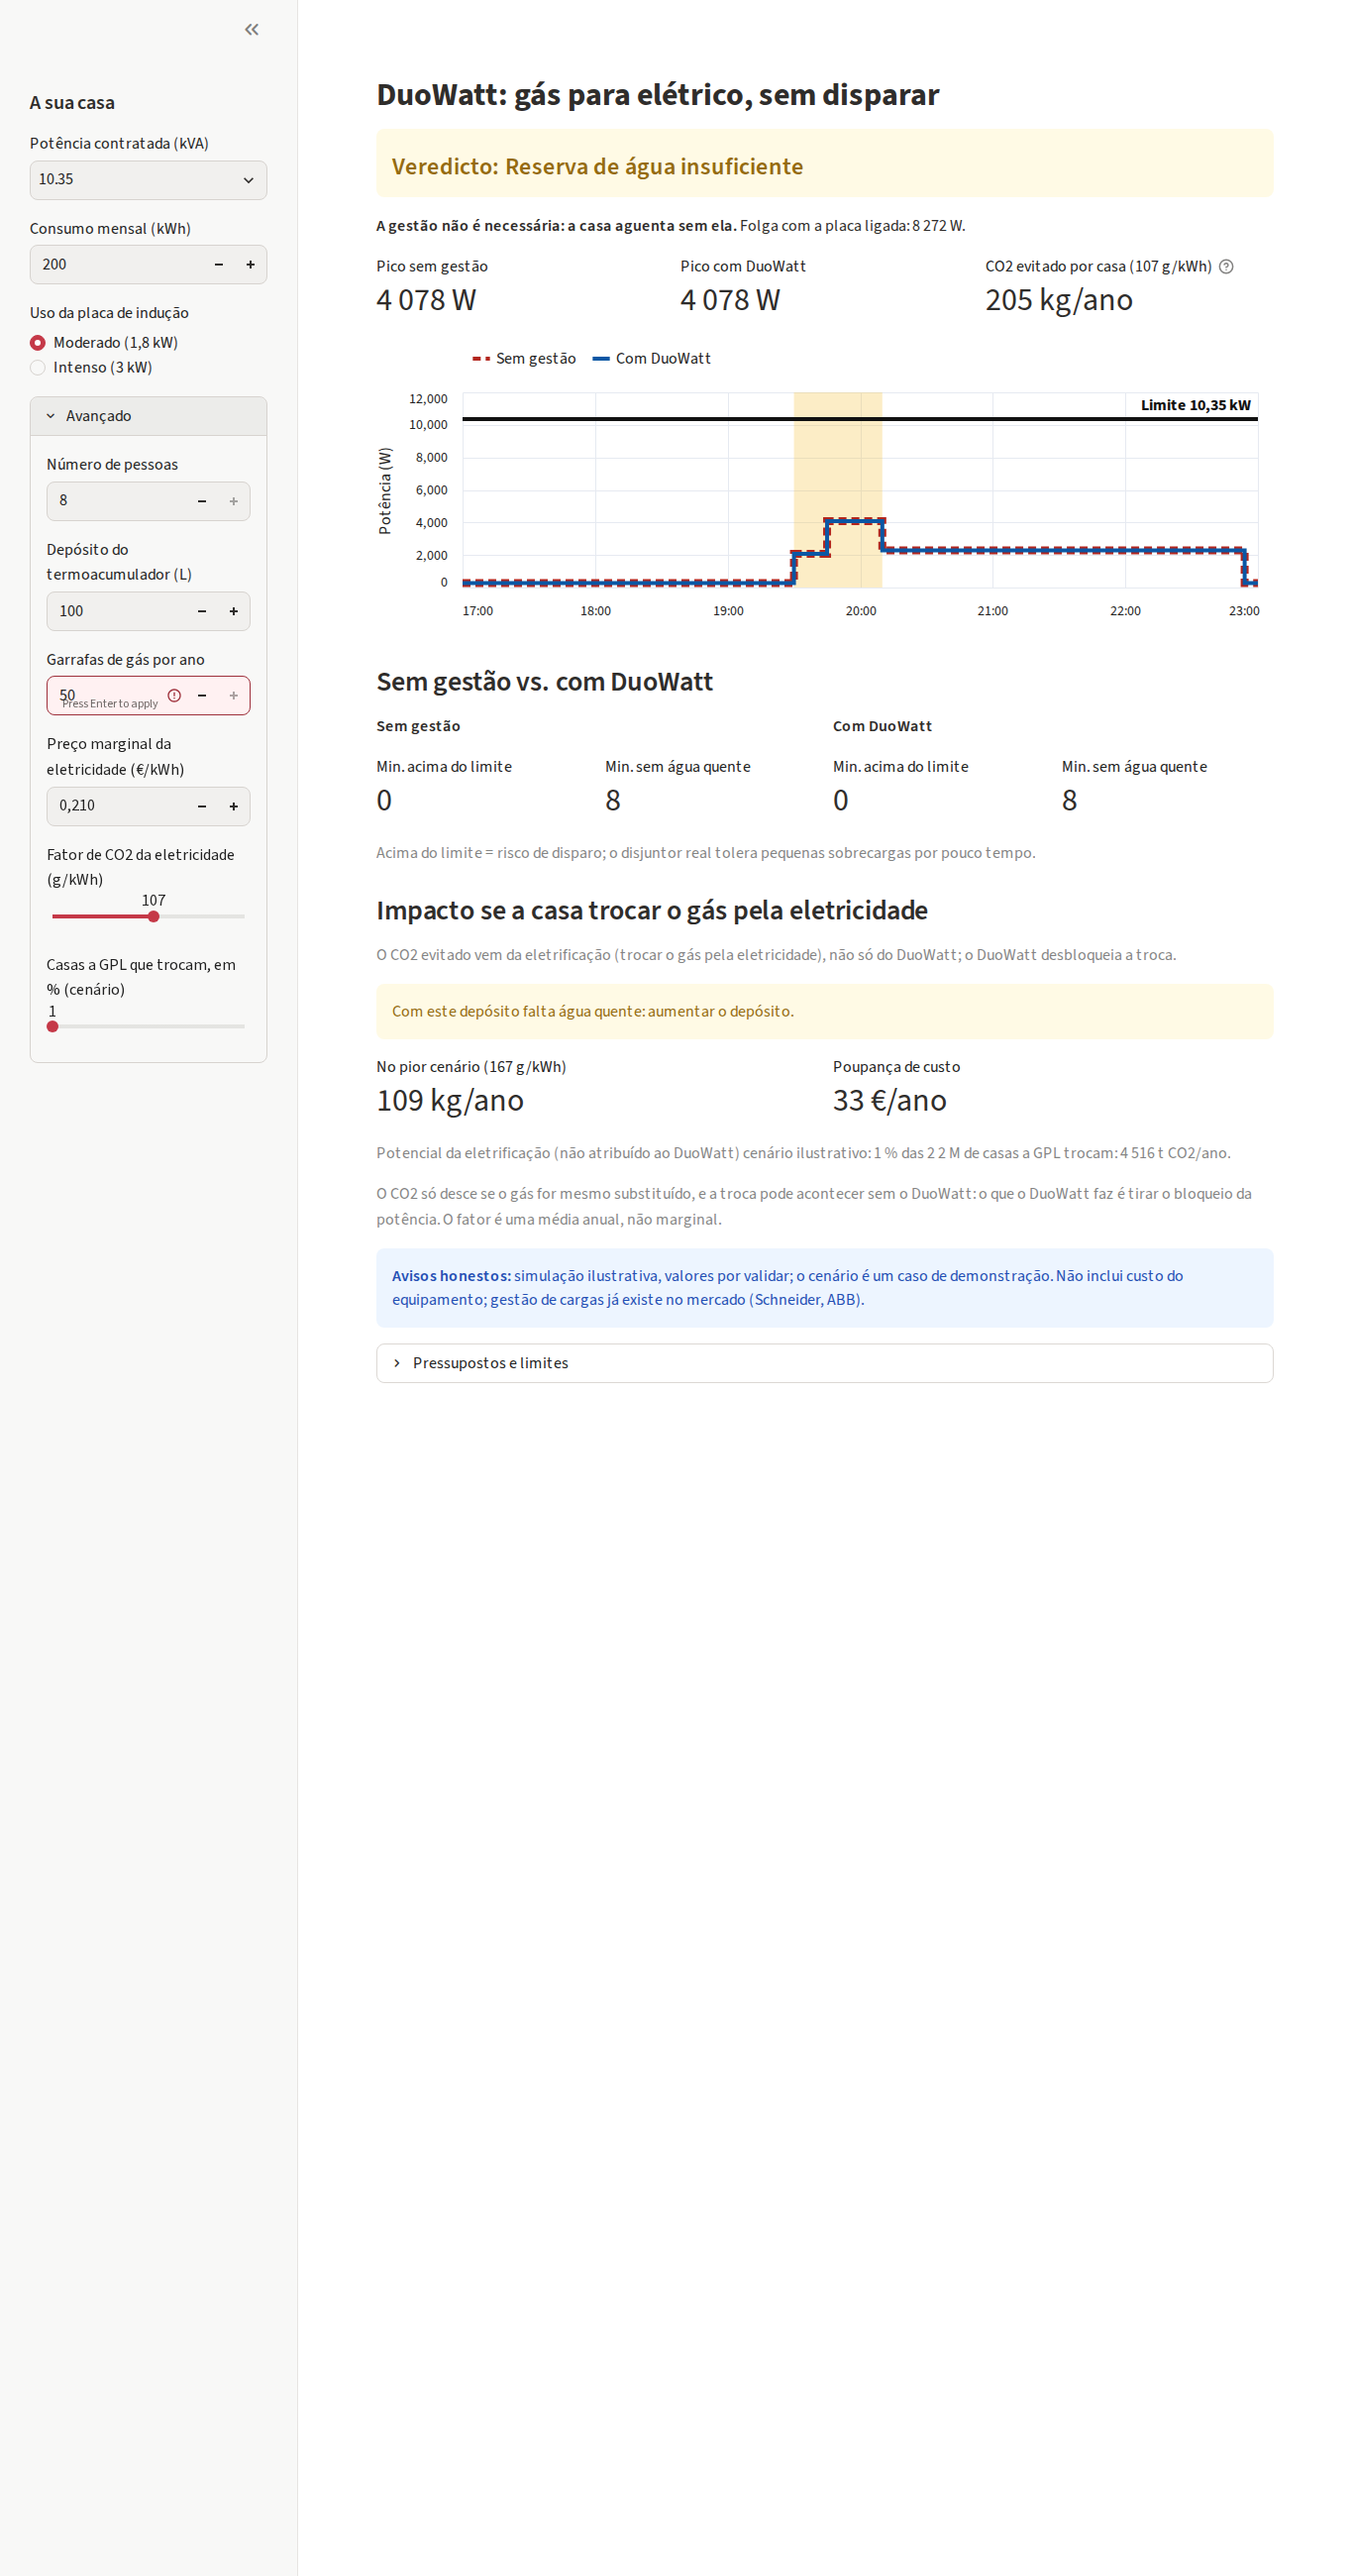 A sua casa
Potência contratada (kVA)
10.35
Consumo mensal (kWh)
200
Uso da placa de indução
Moderado (1,8 kW)
Intenso (3 kW)
Avançado
Número de pessoas
8
Depósito do
termoacumulador (L)
100
Garrafas de gás por ano
50
Press Enter to apply
Preço marginal da
eletricidade (€/kWh)
0,210
Fator de CO2 da eletricidade
(g/kWh)
107
Casas a GPL que trocam, em
% (cenário)
1
DuoWatt: gás para elétrico, sem disparar
Veredicto: Reserva de água insuficiente
A gestão não é necessária: a casa aguenta sem ela. Folga com a placa ligada: 8 272 W.
Pico sem gestão
4 078 W
Pico com DuoWatt
4 078 W
CO2 evitado por casa (107 g/kWh)
205 kg/ano
Sem gestão Com DuoWatt
Potência (W)
12,000
10,000
8,000
6,000
4,000
2,000
0
Limite 10,35 kW
17:00 18:00 19:00 20:00 21:00 22:00 23:00
Sem gestão vs. com DuoWatt
Sem gestão
Min. acima do limite
0
Min. sem água quente
8
Com DuoWatt
Min. acima do limite
0
Min. sem água quente
8
Acima do limite = risco de disparo; o disjuntor real tolera pequenas sobrecargas por pouco tempo.
Impacto se a casa trocar o gás pela eletricidade
O CO2 evitado vem da eletrificação (trocar o gás pela eletricidade), não só do DuoWatt; o DuoWatt desbloqueia a troca.
Com este depósito falta água quente: aumentar o depósito.
No pior cenário (167 g/kWh)
109 kg/ano
Poupança de custo
33 €/ano
Potencial da eletrificação (não atribuído ao DuoWatt) cenário ilustrativo: 1 % das 2 2 M de casas a GPL trocam: 4 516 t CO2/ano.
O CO2 só desce se o gás for mesmo substituído, e a troca pode acontecer sem o DuoWatt: o que o DuoWatt faz é tirar o bloqueio da
potência. O fator é uma média anual, não marginal.
Avisos honestos: simulação ilustrativa, valores por validar; o cenário é um caso de demonstração. Não inclui custo do
equipamento; gestão de cargas já existe no mercado (Schneider, ABB).
Pressupostos e limites